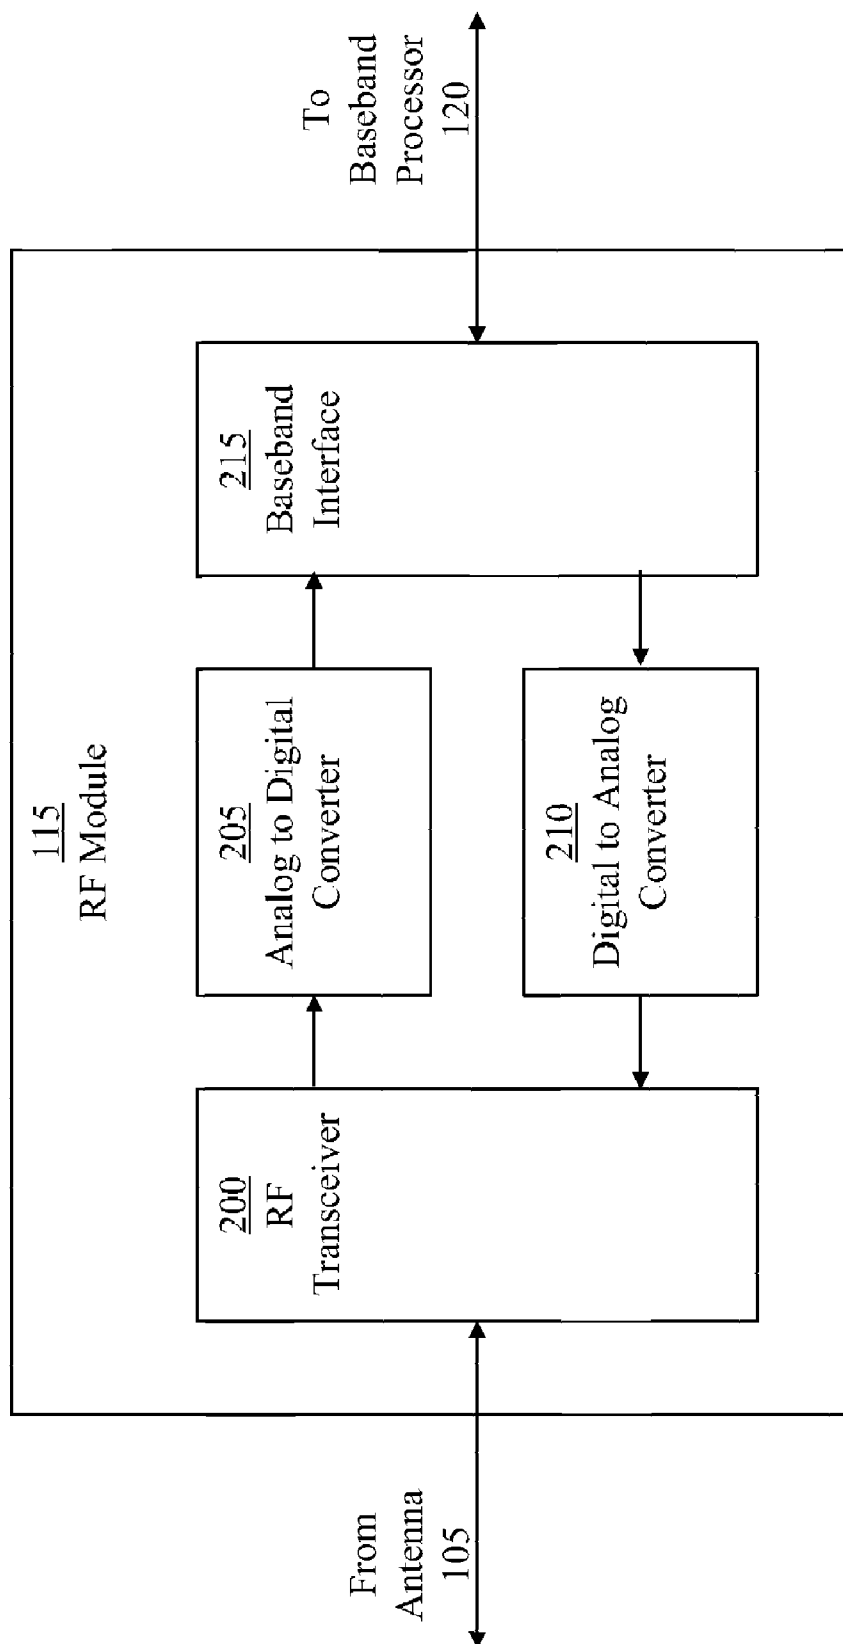 115
RF Module
From
Antenna
105
200
RF
Transceiver
205
Analog to Digital
Converter
210
Digital to Analog
Converter
215
Baseband
Interface
To
Baseband
Processor
120